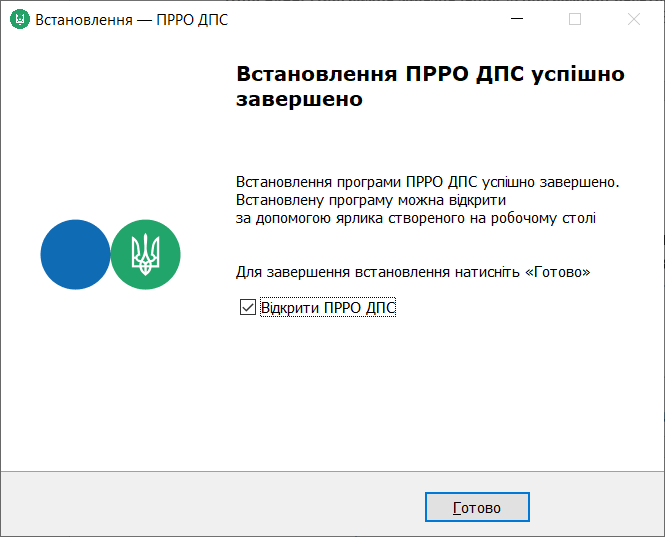 Встановлення — ПРРО ДПС
Встановлення ПРРО ДПС успішно
завершено
Встановлення програми ПРРО ДПС успішно завершено.
Встановлену програму можна відкрити
за допомогою ярлика створеного на робочому столі
Для завершення встановлення натисніть «Готово»
Відкрити ПРРО ДПС
Готово